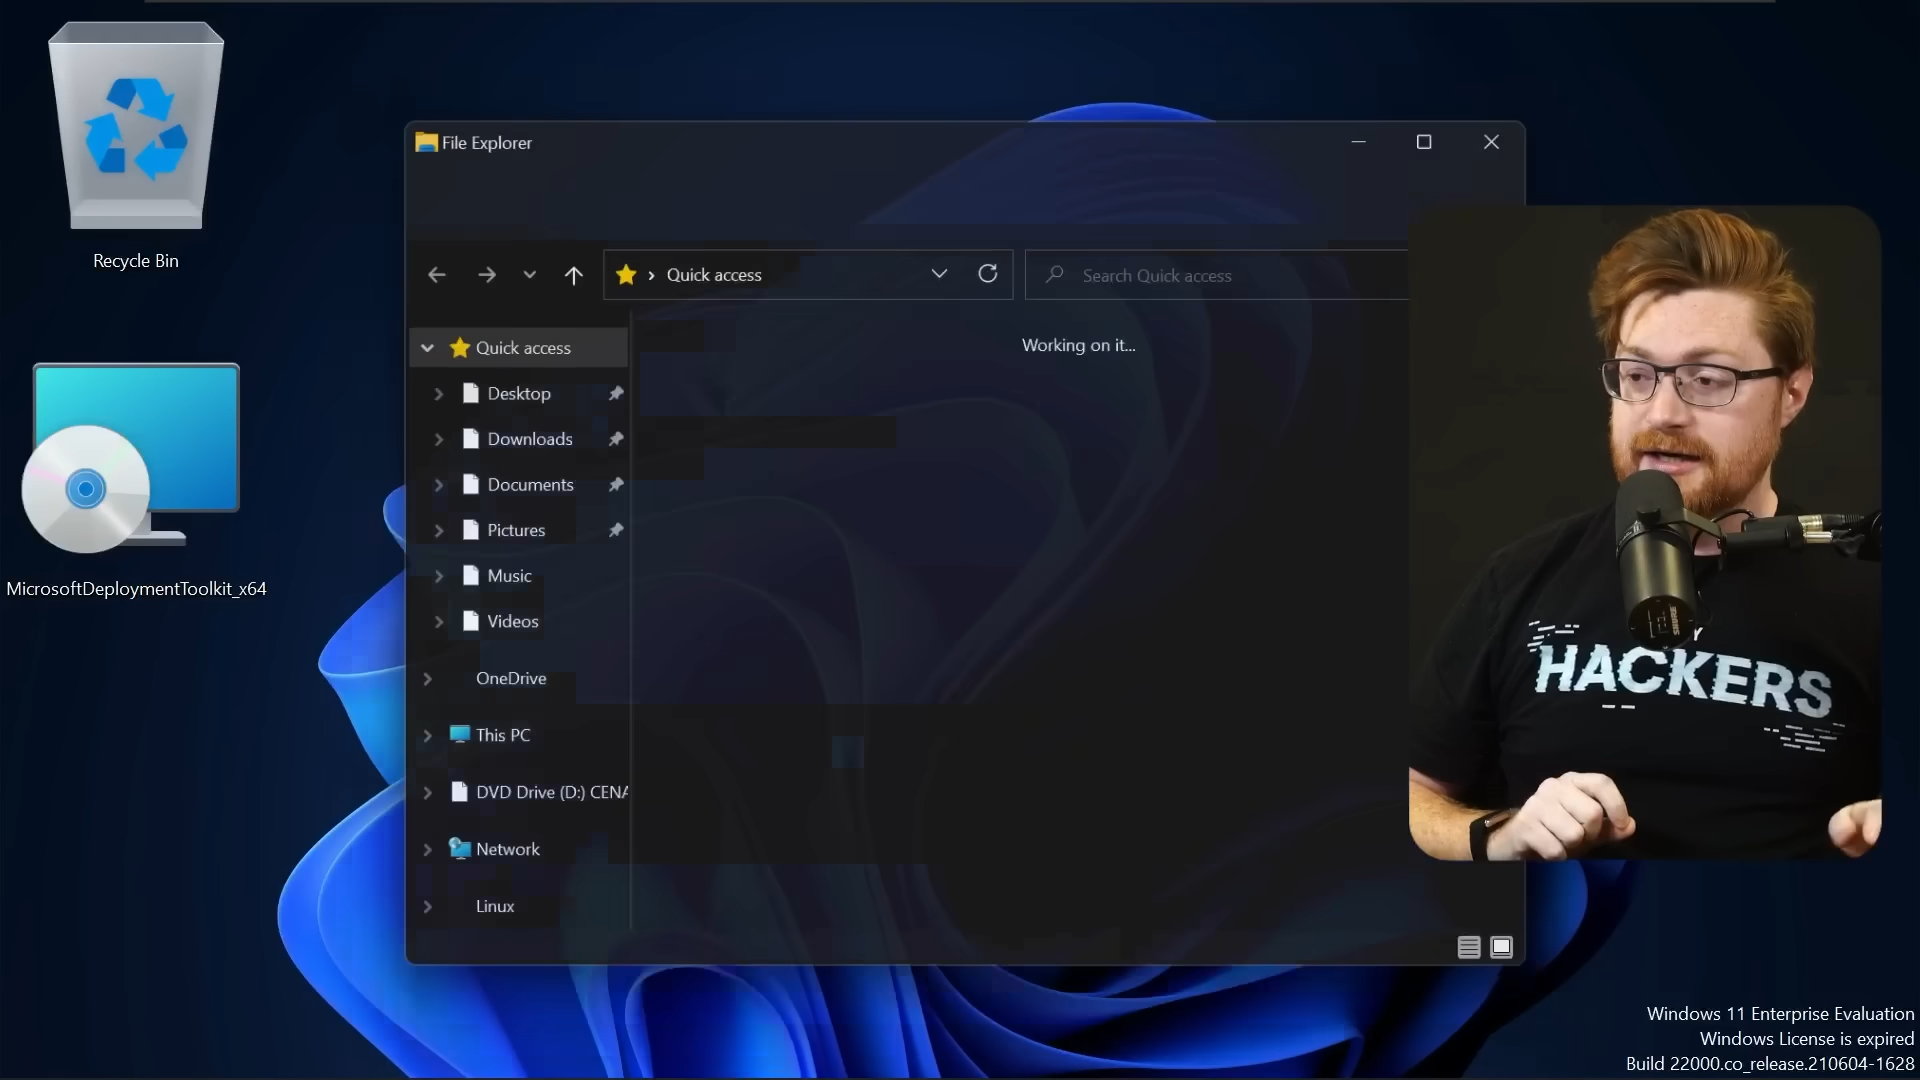 Recycle Bin
MicrosoftDeploymentToolkit_x64
File Explorer
Quick access
Search Quick access
Quick access
Working on it...
Desktop
Downloads
Documents
Pictures
Music
Videos
OneDrive
This PC
DVD Drive (D:) CENA
Network
Linux
Y
HACKERS
SHURE
Windows 11 Enterprise Evaluation
Windows License is expired
Build 22000.co_release.210604-1628